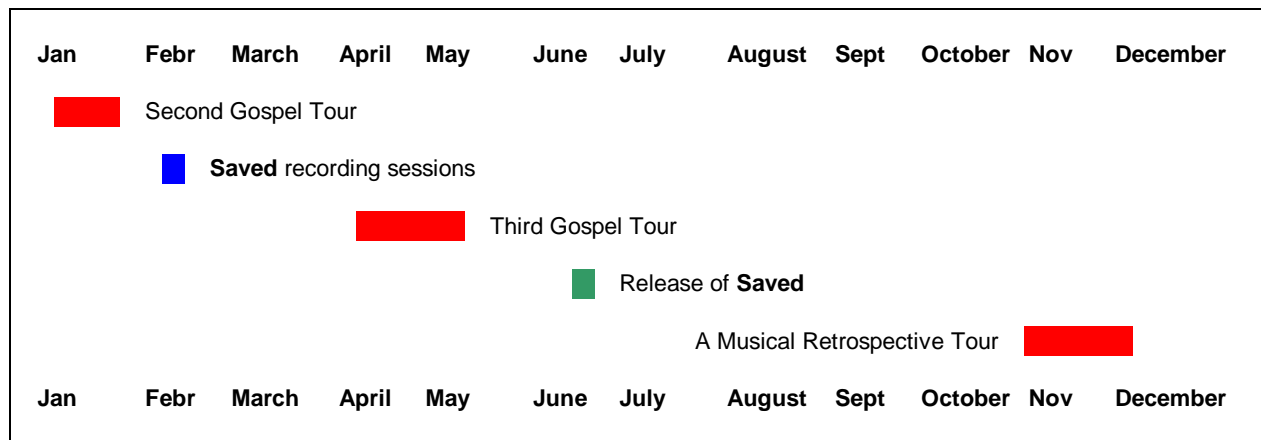 Jan Febr March April May June July August Sept October Nov December
Second Gospel Tour
Saved recording sessions
Third Gospel Tour
Release of Saved
A Musical Retrospective Tour
Jan Febr March April May June July August Sept October Nov December